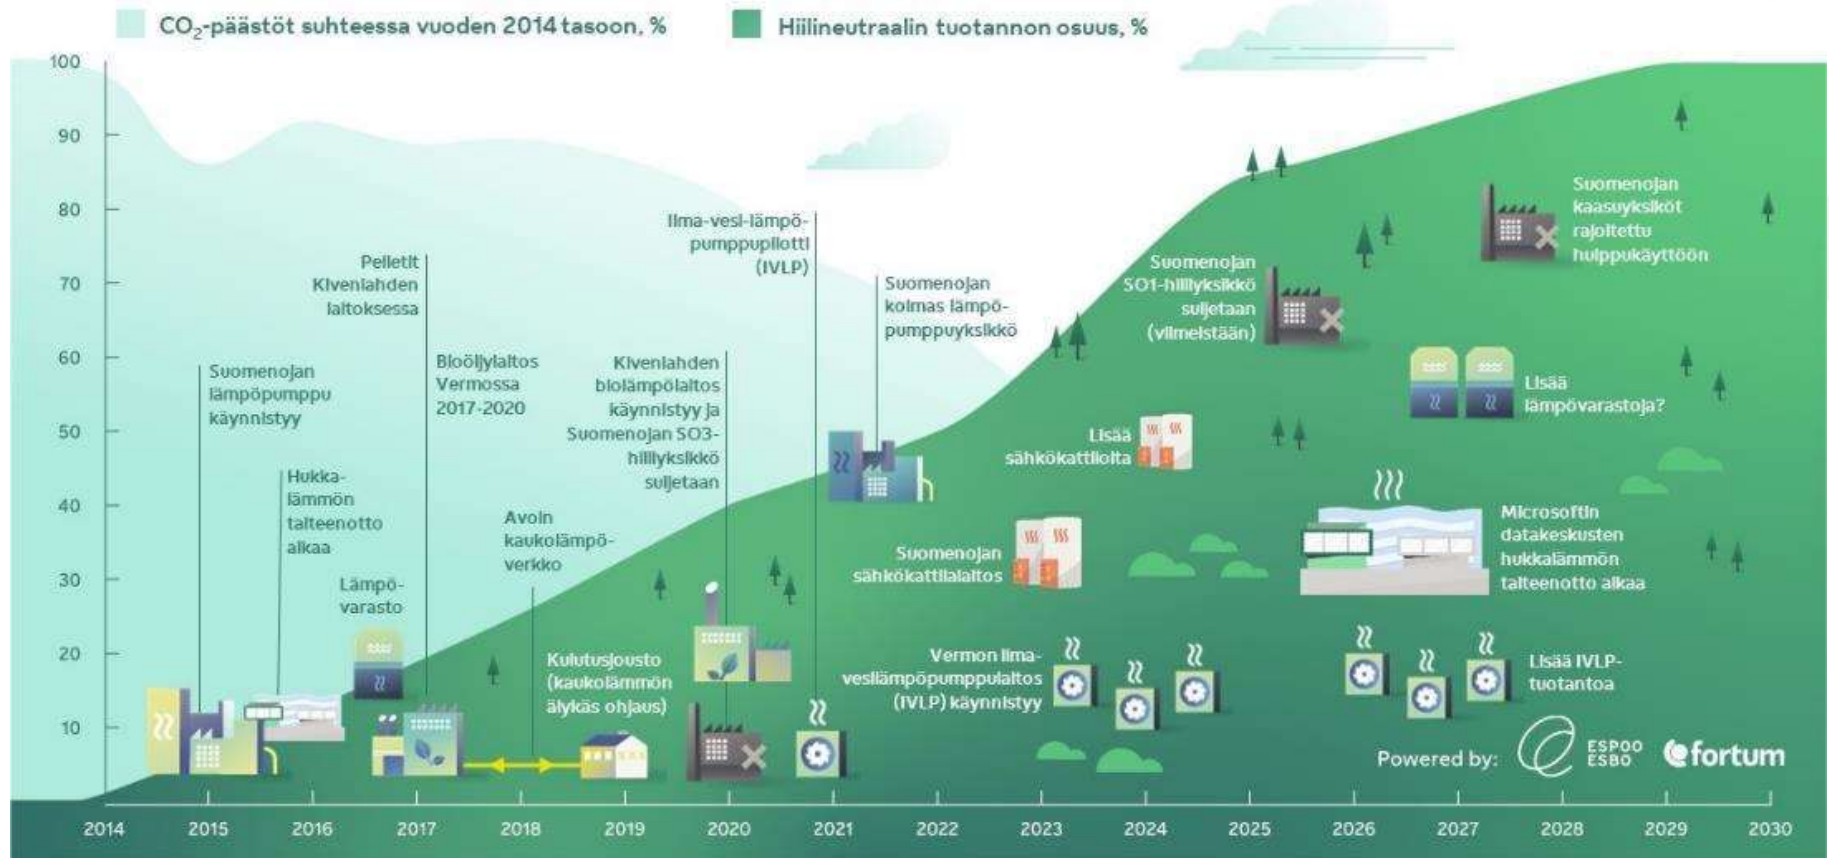 CO₂-päästöt suhteessa vuoden 2014 tasoon, %
Hiilineutraalin tuotannon osuus, %
100
90
80
70
60
50
40
30
20
10
Suomenojan
lämpöpumppu
käynnistyy
Hukka-
lämmön
talteenotto
alkaa
Lämpö-
varasto
Pelletit
Kivenlahden
laitoksessa
Bioöljylaitos
Vermossa
2017-2020
Avoin
kaukolämpö-
verkko
Kulutusjousto
(kaukolämmön
älykäs ohjaus)
Kivenlahden
biolämpölaitos
käynnistyy ja
Suomenojan SO3-
hiiliyksikkö
suljetaan
Ilma-vesi-lämpö-
pumppupilotti
(IVLP)
Suomenojan
kolmas lämpö-
pumppuyksikkö
Suomenojan
sähkökattilalaitos
Vermon ilma-
vesilämpöpumppulaitos
(IVLP) käynnistyy
Lisää
sähkökattiloita
Suomenojan
SO1-hiiliyksikkö
suljetaan
(viimeistään)
Suomenojan
kaasuyksiköt
rajoitettu
huippukäyttöön
Lisää
lämpövarastoja?
Microsoftin
datakeskusten
hukkalämmön
talteenotto alkaa
Lisää IVLP-
tuotantoa
Powered by:
ESPOO
ESBO
fortum
2014
2015
2016
2017
2018
2019
2020
2021
2022
2023
2024
2025
2026
2027
2028
2029
2030